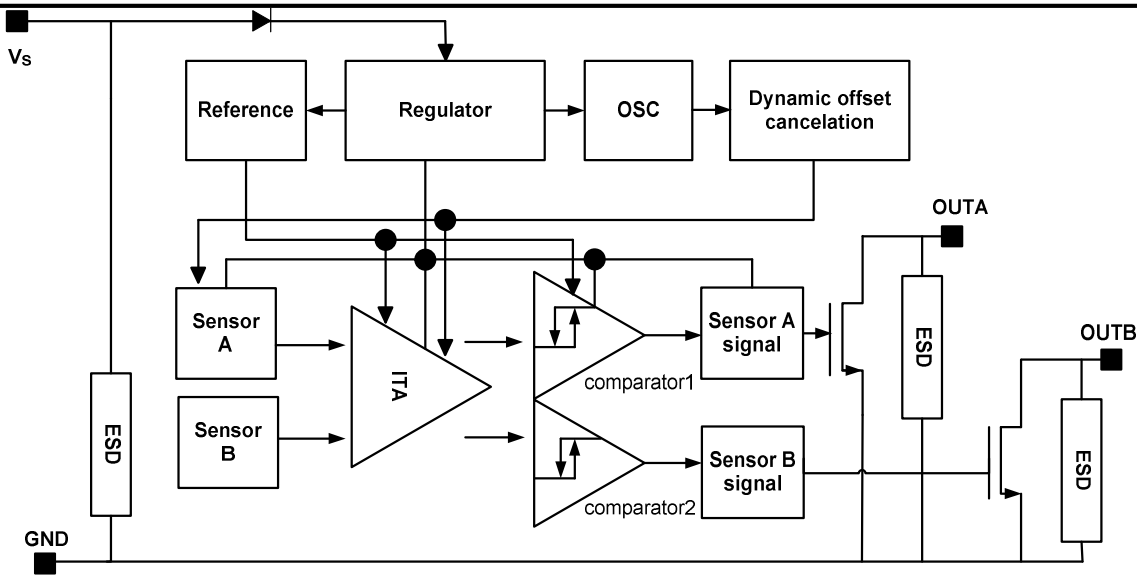 Vs
Reference
Regulator
OSC
Dynamic offset
cancelation
OUTA
Sensor
A
ITA
comparator1
Sensor A
signal
ESD
OUTB
Sensor
B
comparator2
Sensor B
signal
ESD
ESD
GND